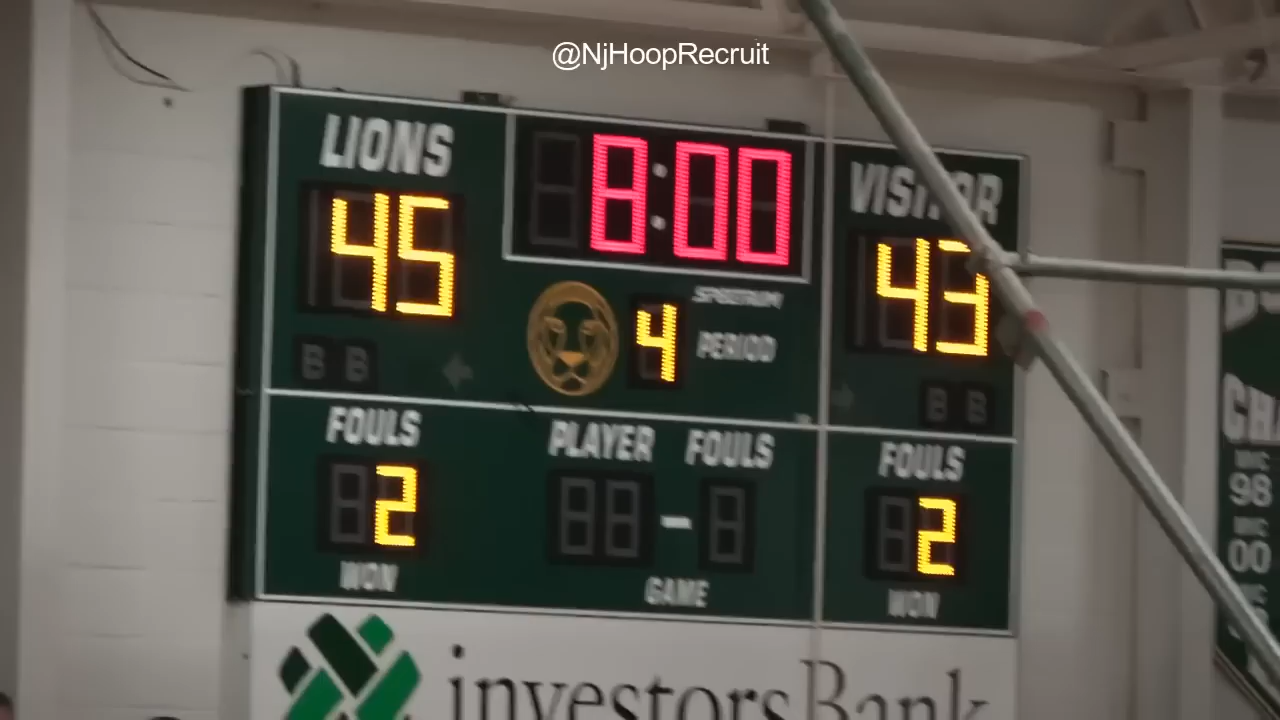 @NjHoopRecruit
LIONS
8:00
VISITOR
45
43
SPECTRUM
4
PERIOD
B B
B B
FOULS
PLAYER FOULS
FOULS
2
-
2
WON
GAME
WON
investorsBank
98
00